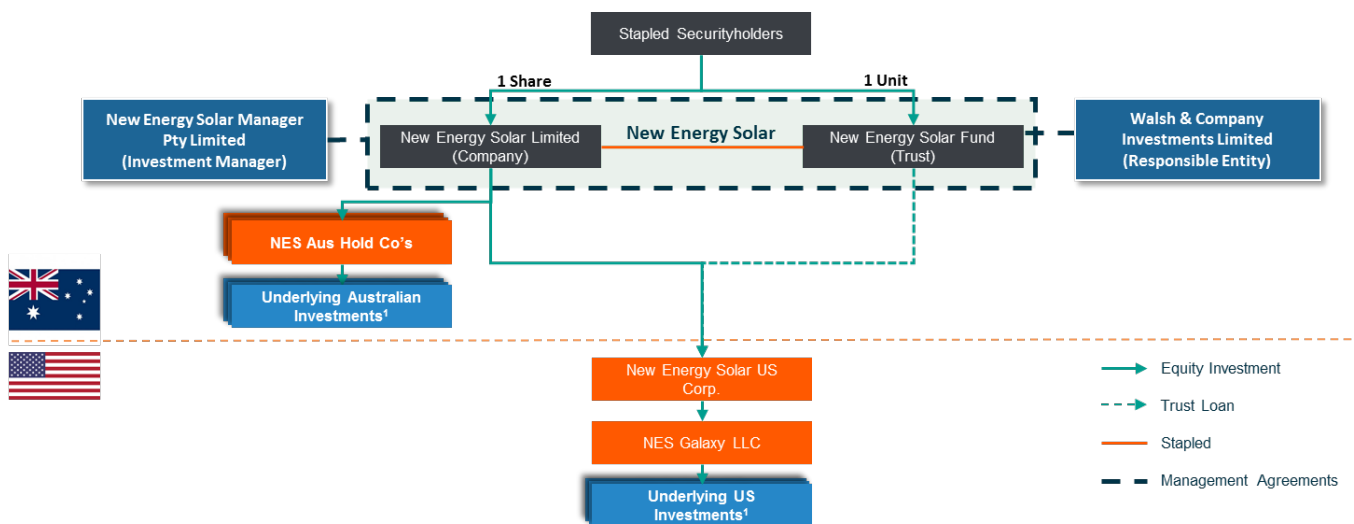 Stapled Securityholders
1 Share
1 Unit
New Energy Solar Manager
Pty Limited
(Investment Manager)
New Energy Solar Limited
(Company)
New Energy Solar
New Energy Solar Fund
(Trust)
Walsh & Company
Investments Limited
(Responsible Entity)
NES Aus Hold Co’s
Underlying Australian
Investments¹
New Energy Solar US
Corp.
NES Galaxy LLC
Underlying US
Investments¹
Equity Investment
Trust Loan
Stapled
Management Agreements